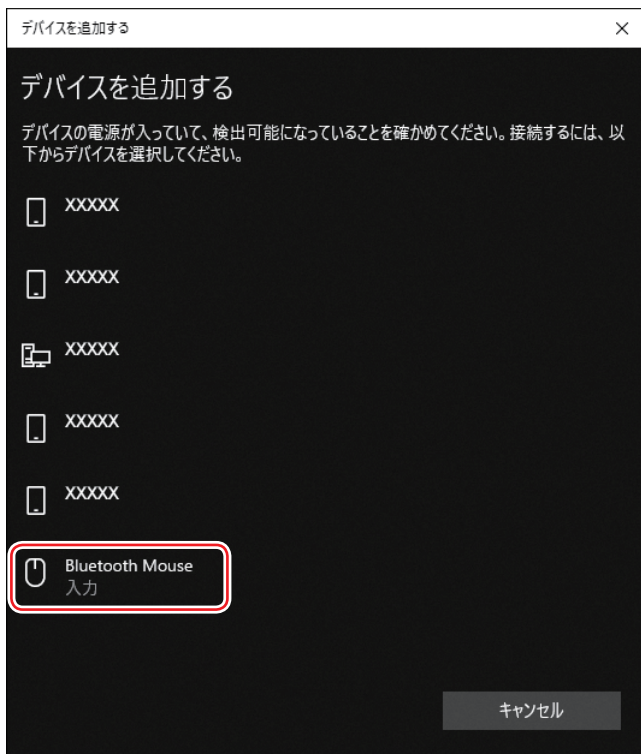 デバイスを追加する
デバイスを追加する
デバイスの電源が入っていて、検出可能になっていることを確かめてください。接続するには、以
下からデバイスを選択してください。
XXXXX
XXXXX
XXXXX
XXXXX
XXXXX
Bluetooth Mouse
入力
キャンセル